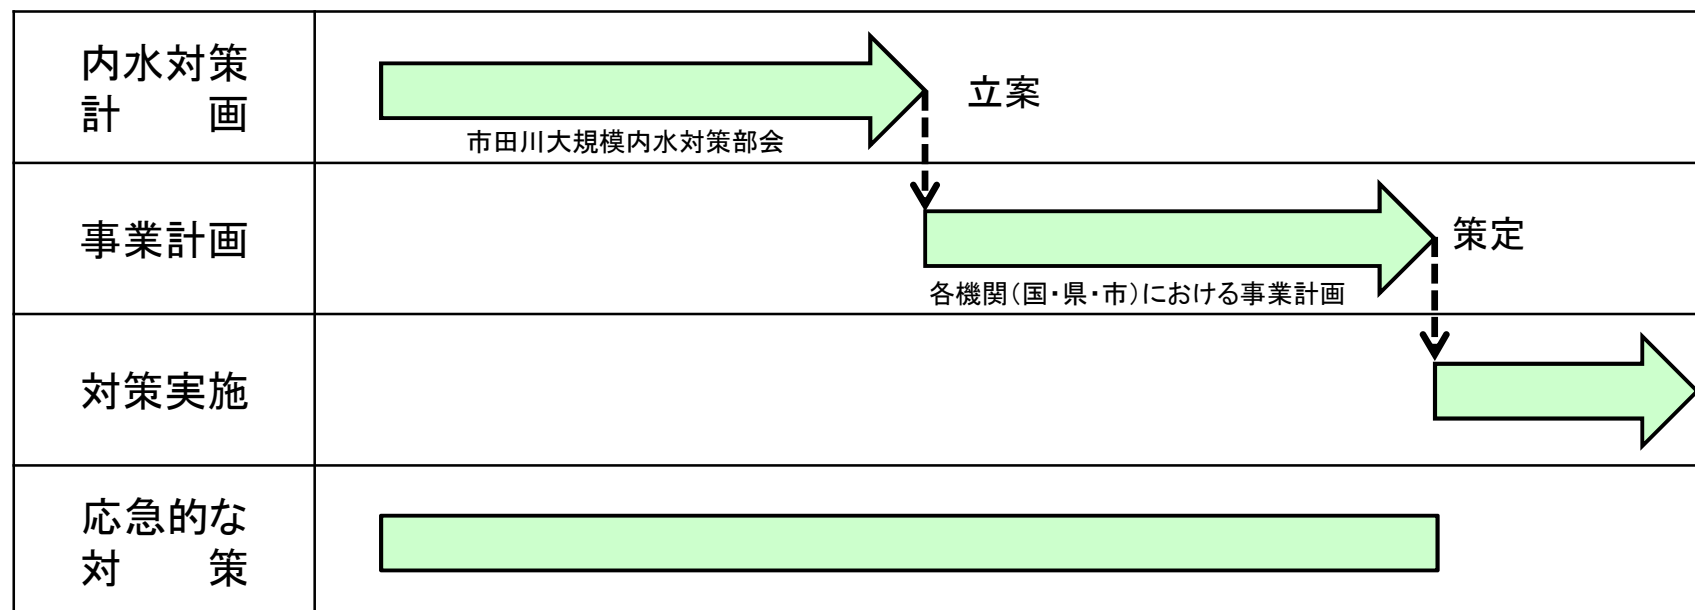 内水対策
計　　画
立案
市田川大規模内水対策部会
事業計画
策定
各機関(国・県・市)における事業計画
対策実施
応急的な
対　　策